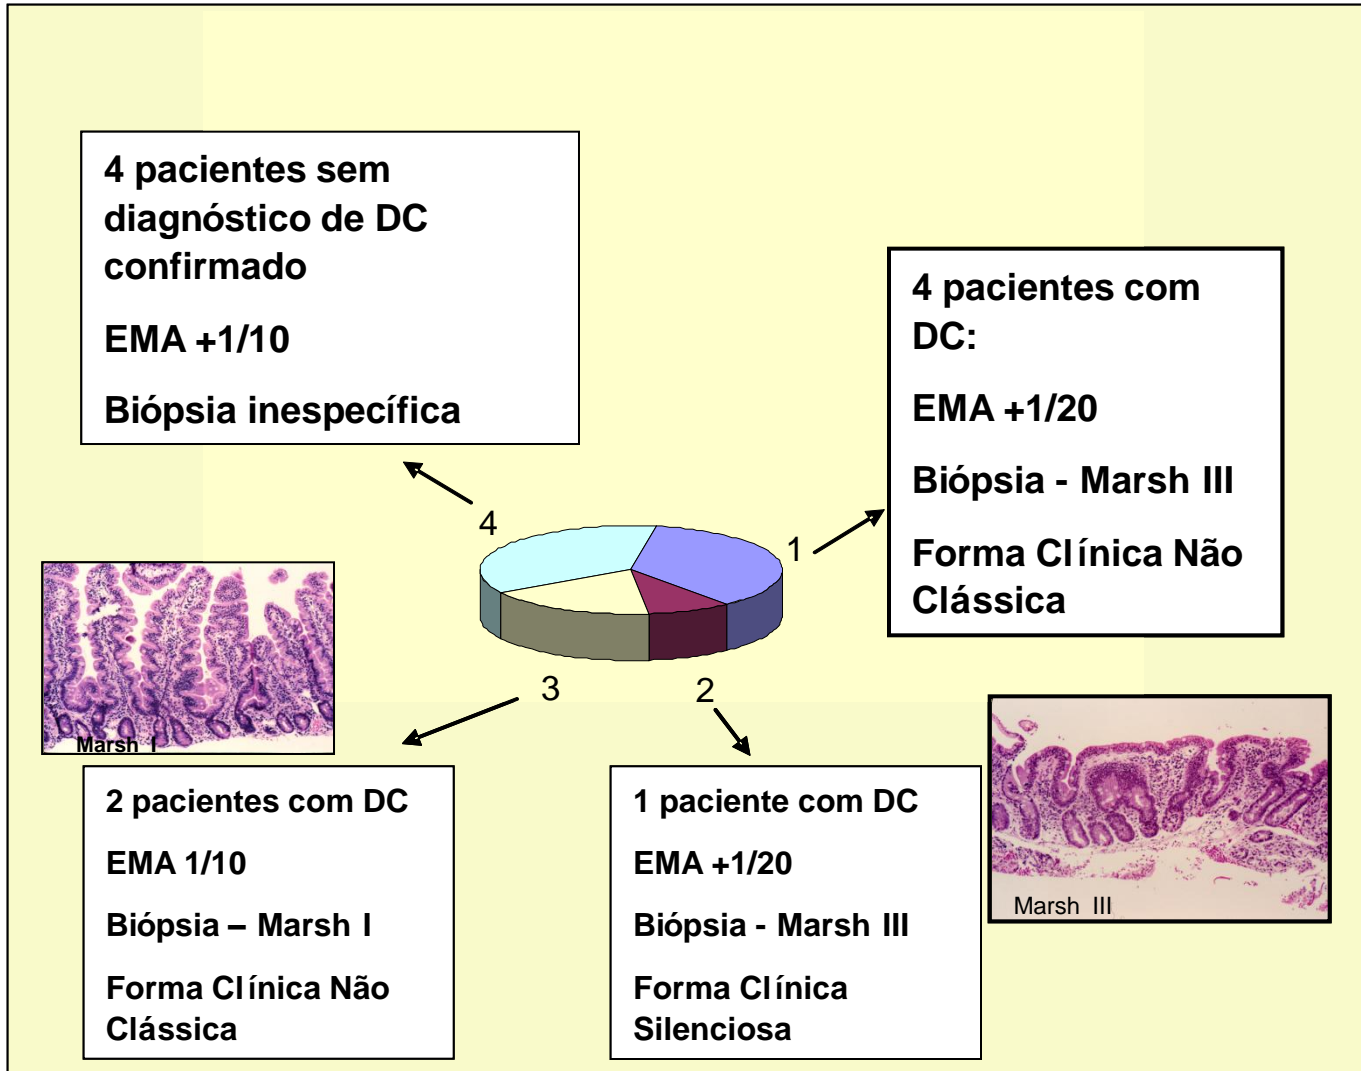 4 pacientes sem
diagnóstico de DC
confirmado
EMA +1/10
Biópsia inespecífica
4 pacientes com
DC:
EMA +1/20
Biópsia - Marsh III
Forma Clínica Não
Clássica
4
1
3
2
Marsh I
2 pacientes com DC
EMA 1/10
Biópsia – Marsh I
Forma Clínica Não
Clássica
1 paciente com DC
EMA +1/20
Biópsia - Marsh III
Forma Clínica
Silenciosa
Marsh III